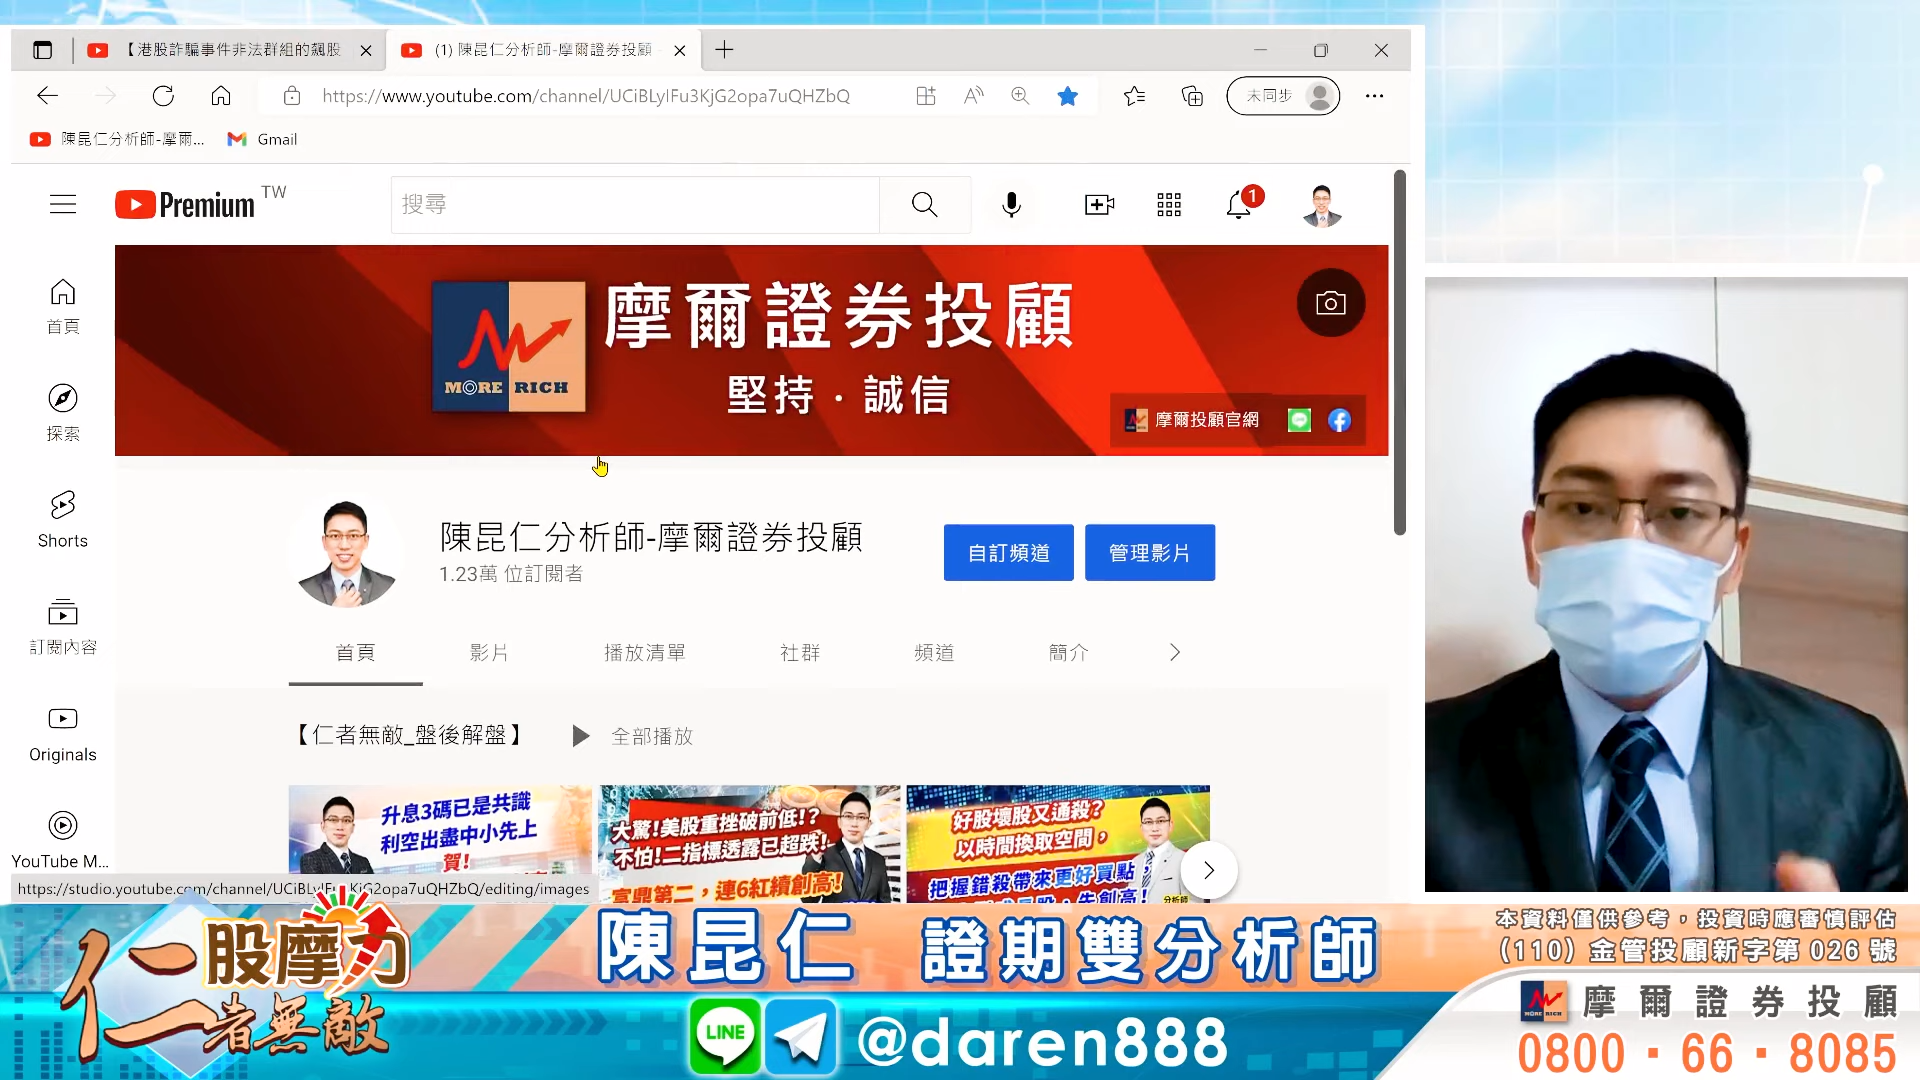 【港股詐騙事件非法群組的飆股
(1) 陳昆仁分析師-摩爾證券投顧
https://www.youtube.com/channel/UCiBLylFu3KjG2opa7uQHZbQ
未同步
陳昆仁分析師-摩爾...
Gmail
Premium TW
搜尋
1
首頁
探索
Shorts
訂閱內容
Originals
YouTube M...
摩爾證券投顧
堅持．誠信
MORE RICH
摩爾投顧官網
陳昆仁分析師-摩爾證券投顧
1.23萬 位訂閱者
自訂頻道
管理影片
首頁
影片
播放清單
社群
頻道
簡介
【仁者無敵_盤後解盤】
全部播放
升息3碼已是共識
利空出盡中小先上
賀!
大驚!美股重挫破前低!?
不怕!二指標透露已超跌!
富鼎第二，連6紅續創高!
好股壞股又通殺?
以時間換取空間，
把握錯殺帶來更好買點，
https://studio.youtube.com/channel/UCiBLylFu3KjG2opa7uQHZbQ/editing/images
股摩力
仁者無敵
陳昆仁 證期雙分析師
LINE
@daren888
本資料僅供參考，投資時應審慎評估
(110) 金管投顧新字第 026 號
MORE RICH
摩爾證券投顧
0800・66・8085